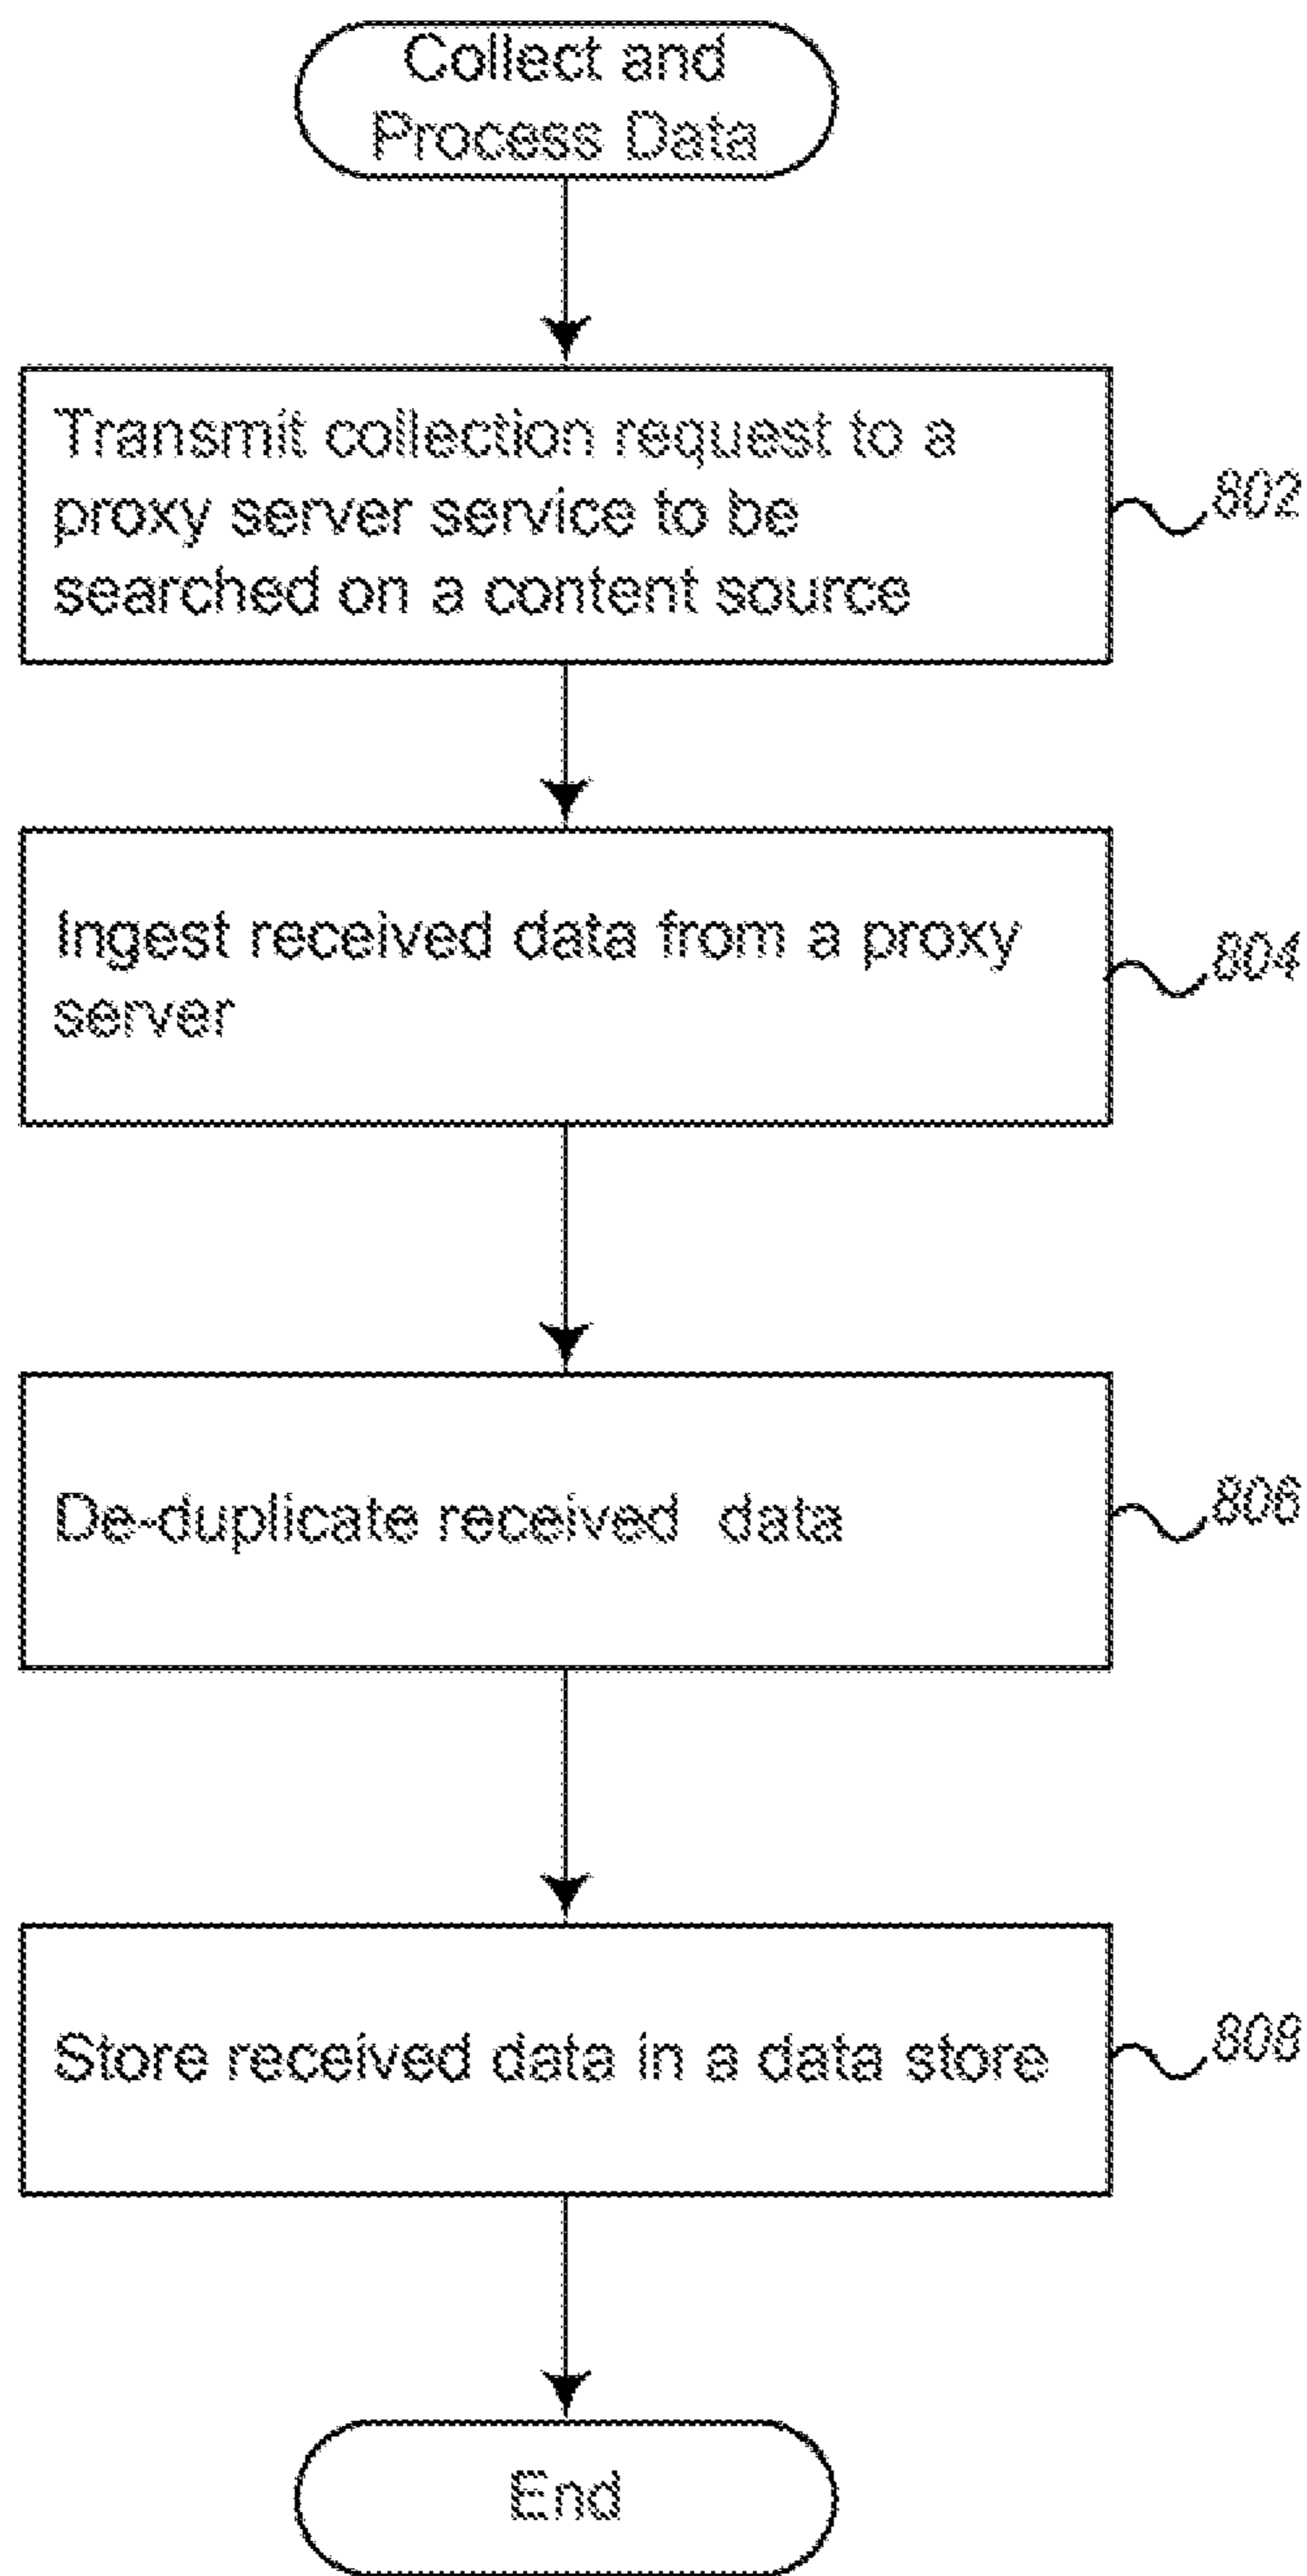 Collect and
Process Data
Transmit collection request to a
proxy server service to be
searched on a content source
802
Ingest received data from a proxy
server
804
De-duplicate received data
806
Store received data in a data store
808
End